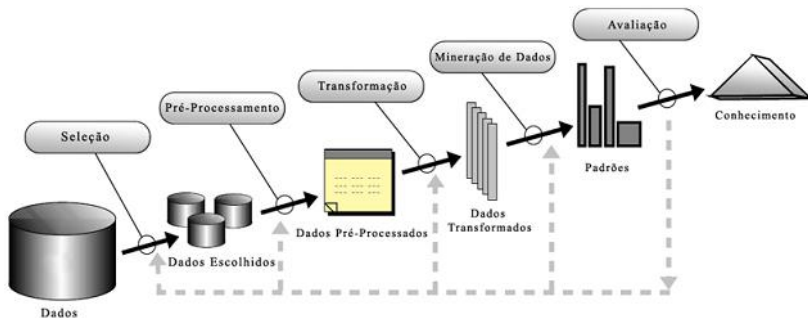 Seleção
Pré-Processamento
Transformação
Mineração de Dados
Avaliação
Dados
Dados Escolhidos
Dados Pré-Processados
Dados
Transformados
Padrões
Conhecimento